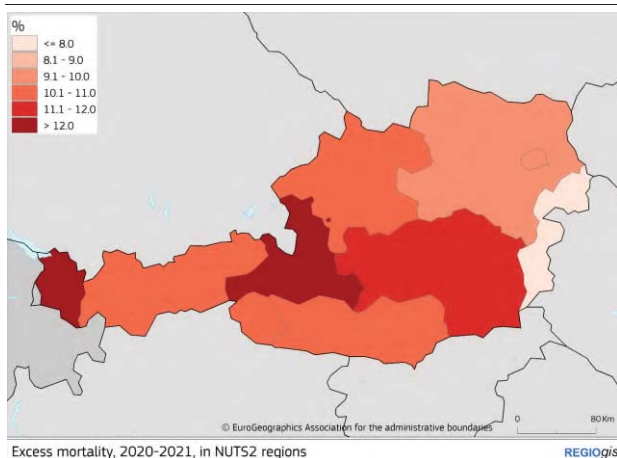 %
<= 8.0
8.1 - 9.0
9.1 - 10.0
10.1 - 11.0
11.1 - 12.0
> 12.0
0 80 Km
© EuroGeographics Association for the administrative boundaries
Excess mortality, 2020-2021, in NUTS2 regions REGIOgis